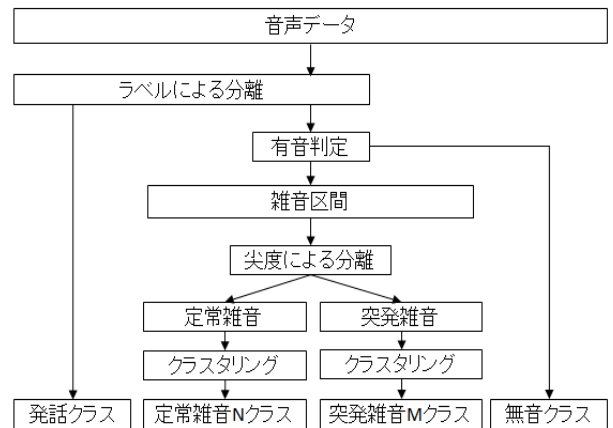 音声データ
ラベルによる分離
有音判定
雑音区間
尖度による分離
定常雑音
突発雑音
クラスタリング
クラスタリング
発話クラス
定常雑音Nクラス
突発雑音Mクラス
無音クラス